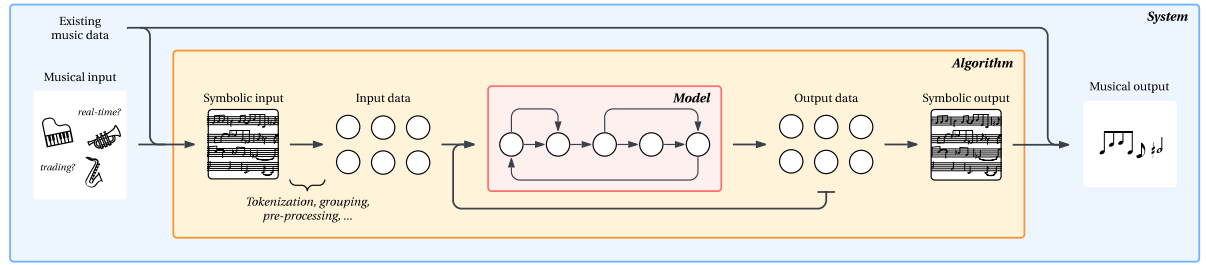 System
Existing
music data
Algorithm
Musical input
real-time?
trading?
Symbolic input
Input data
Model
Output data
Symbolic output
Musical output
Tokenization, grouping,
pre-processing, ...